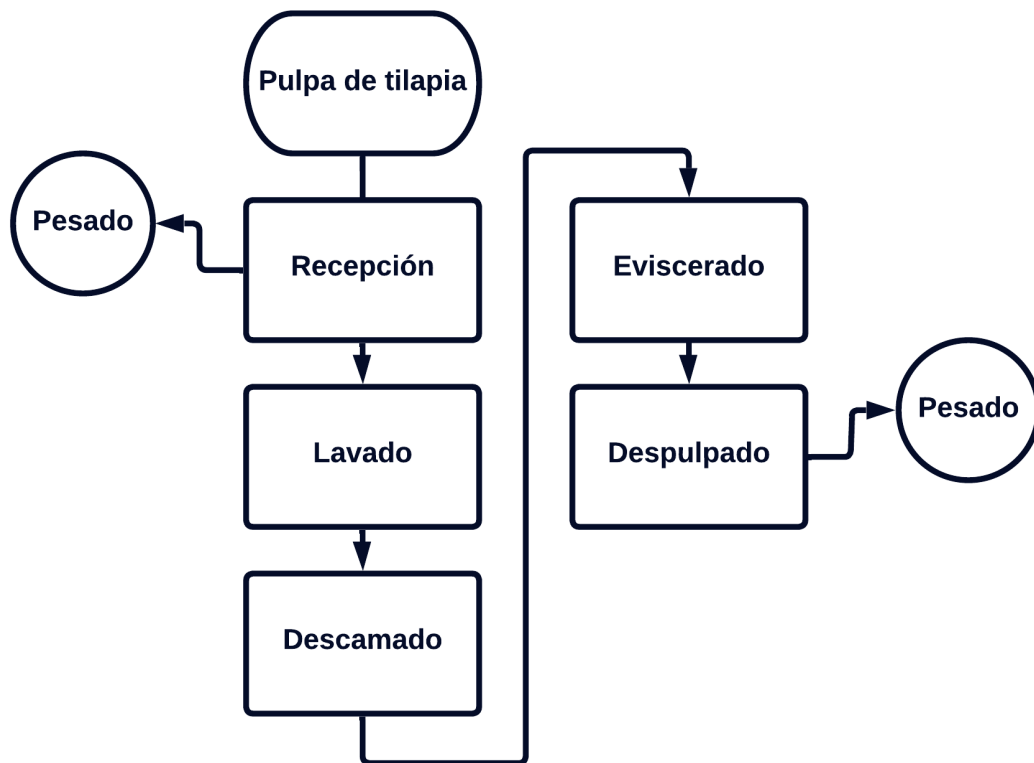 Pulpa de tilapia
Pesado
Recepción
Lavado
Descamado
Eviscerado
Despulpado
Pesado